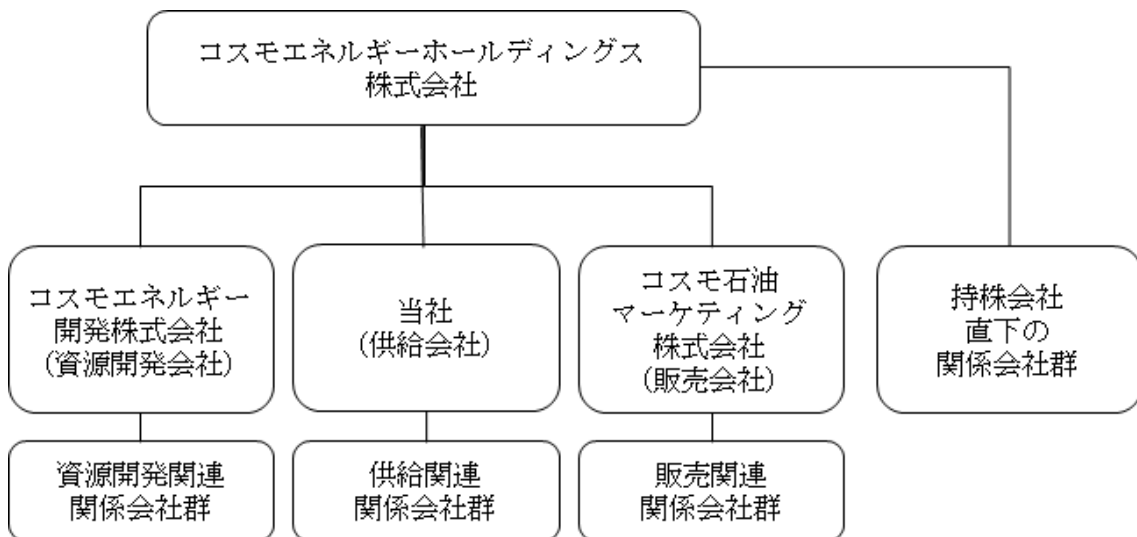 コスモエネルギーホールディングス
株式会社
コスモエネルギー
開発株式会社
(資源開発会社)
当社
(供給会社)
コスモ石油
マーケティング
株式会社
(販売会社)
持株会社
直下の
関係会社群
資源開発関連
関係会社群
供給関連
関係会社群
販売関連
関係会社群